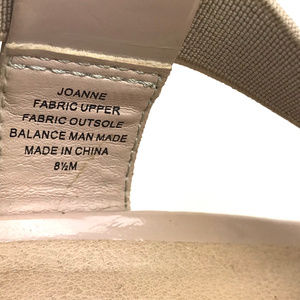 JOANNE
FABRIC UPPER
FABRIC OUTSOLE
BALANCE MAN MADE
MADE IN CHINA
8½M